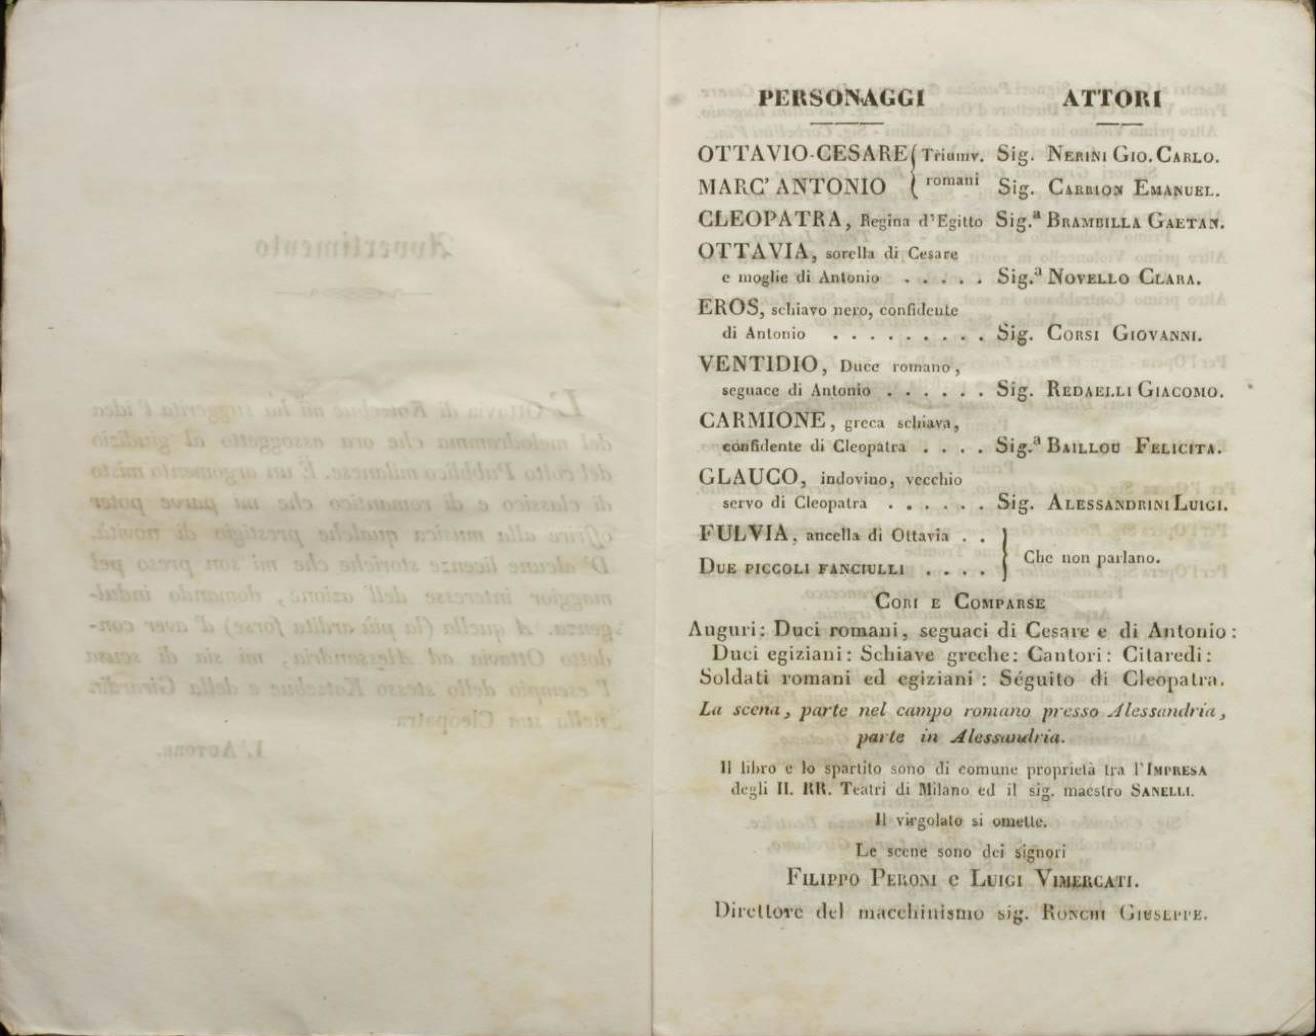 PERSONAGGI ATTORI
OTTAVIO-CESARE { Triumv. Sig. NERINI GIO. CARLO.
MARC' ANTONIO { romani Sig. CARRION EMANUEL.
CLEOPATRA, Regina d'Egitto Sig.ª BRAMBILLA GAETAN.
OTTAVIA, sorella di Cesare
e moglie di Antonio . . . . . Sig.ª NOVELLO CLARA.
EROS, schiavo nero, confidente
di Antonio . . . . . . . . . Sig. CORSI GIOVANNI.
VENTIDIO, Duce romano,
seguace di Antonio . . . . . . Sig. REDAELLI GIACOMO.
CARMIONE, greca schiava,
confidente di Cleopatra . . . . Sig.ª BAILLOU FELICITA.
GLAUCO, indovino, vecchio
servo di Cleopatra . . . . . . Sig. ALESSANDRINI LUIGI.
FULVIA, ancella di Ottavia . . }
DUE PICCOLI FANCIULLI . . . . } Che non parlano.
CORI E COMPARSE
Auguri: Duci romani, seguaci di Cesare e di Antonio:
Duci egiziani: Schiave greche: Cantori: Citaredi:
Soldati romani ed egiziani: Séguito di Cleopatra.
La scena, parte nel campo romano presso Alessandria,
parte in Alessandria.
Il libro e lo spartito sono di comune proprietà tra l'IMPRESA
degli II. RR. Teatri di Milano ed il sig. maestro SANELLI.
Il virgolato si omette.
Le scene sono dei signori
FILIPPO PERONI e LUIGI VIMERCATI.
Direttore del macchinismo sig. RONCHI GIUSEPPE.